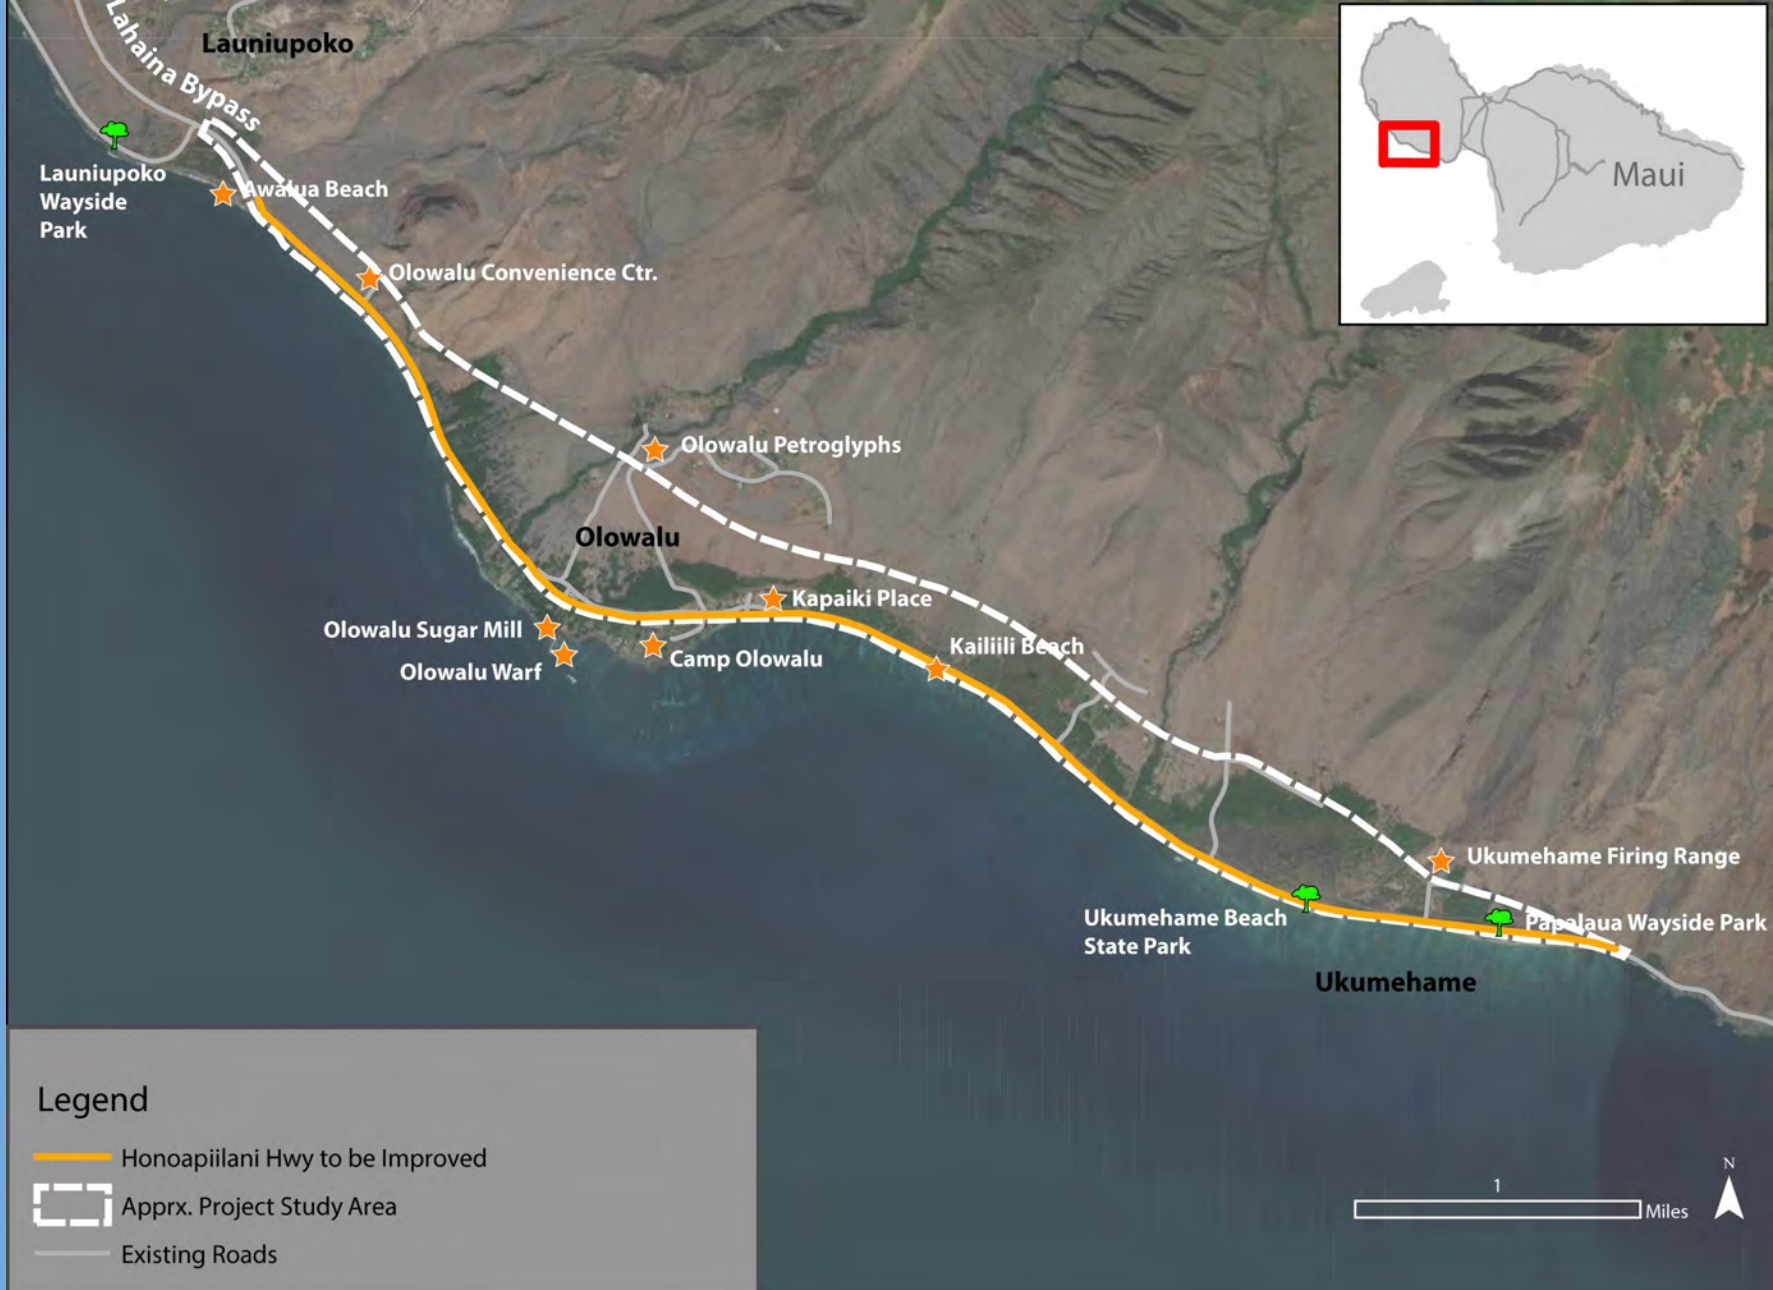 Launiupoko
Lahaina Bypass
Launiupoko
Wayside
Park
Awalua Beach
Maui
Olowalu Convenience Ctr.
Olowalu Petroglyphs
Olowalu
Kapaiki Place
Olowalu Sugar Mill
Olowalu Warf
Camp Olowalu
Kailiili Beach
Ukumehame Firing Range
Ukumehame Beach
State Park
Papalaua Wayside Park
Ukumehame
Legend
Honoapiilani Hwy to be Improved
Apprx. Project Study Area
Existing Roads
1
Miles
N